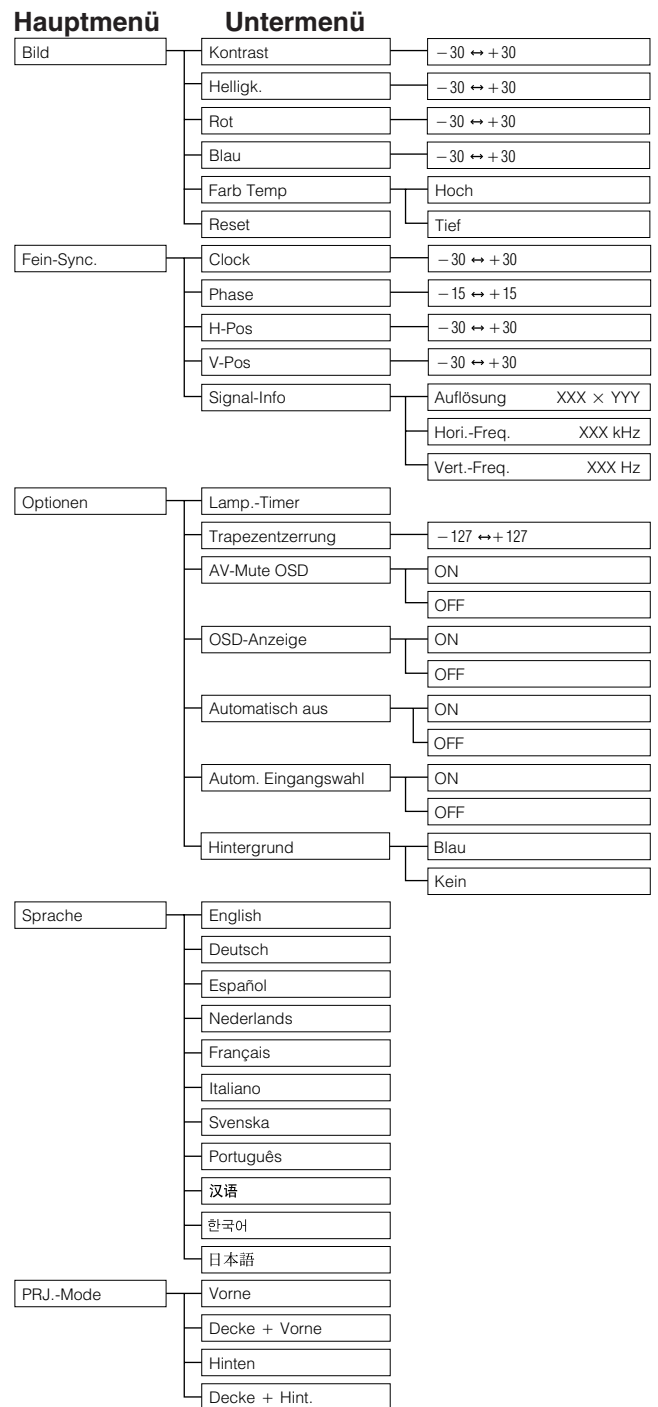 Hauptmenü Untermenü
Bild Kontrast −30 ↔ +30
Helligk. −30 ↔ +30
Rot −30 ↔ +30
Blau −30 ↔ +30
Farb Temp Hoch
Reset Tief
Fein-Sync. Clock −30 ↔ +30
Phase −15 ↔ +15
H-Pos −30 ↔ +30
V-Pos −30 ↔ +30
Signal-Info Auflösung XXX × YYY
Hori.-Freq. XXX kHz
Vert.-Freq. XXX Hz
Optionen Lamp.-Timer
Trapezentzerrung −127 ↔+127
AV-Mute OSD ON
OFF
OSD-Anzeige ON
OFF
Automatisch aus ON
OFF
Autom. Eingangswahl ON
OFF
Hintergrund Blau
Kein
Sprache English
Deutsch
Español
Nederlands
Français
Italiano
Svenska
Português
汉语
한국어
日本語
PRJ.-Mode Vorne
Decke + Vorne
Hinten
Decke + Hint.